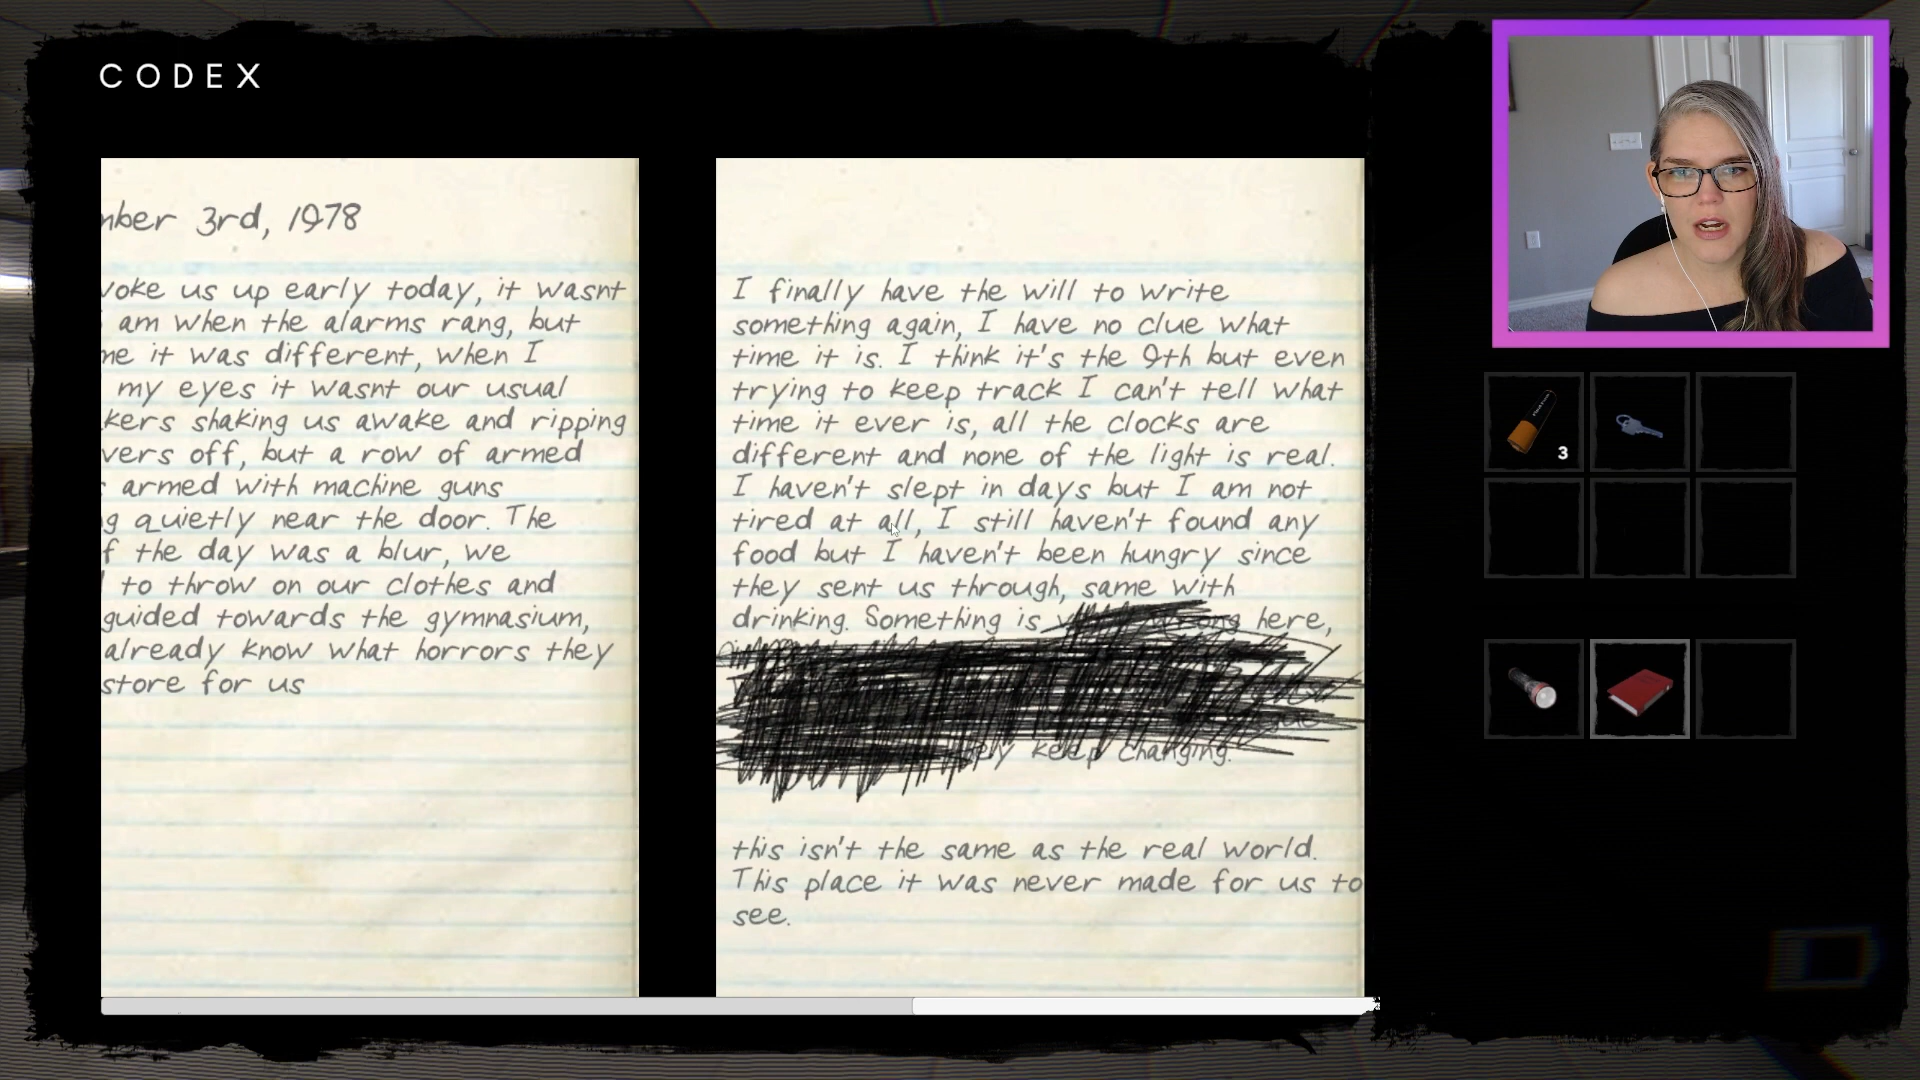 CODEX
3rd, 1978
us up early today, it wasnt
am when the alarms rang, but
it was different, when I
my eyes it wasnt our usual
shaking us awake and ripping
off, but a row of armed
armed with machine guns
quietly near the door. The
the day was a blur, we
to throw on our clothes and
guided towards the gymnasium,
already know what horrors they
store for us
I finally have the will to write
something again, I have no clue what
time it is. I think it's the 9th but even
trying to keep track I can't tell what
time it ever is, all the clocks are
different and none of the light is real.
I haven't slept in days but I am not
tired at all, I still haven't found any
food but I haven't been hungry since
they sent us through, same with
drinking. Something is wrong here,
keep changing.
this isn't the same as the real world.
This place it was never made for us to
see.
3